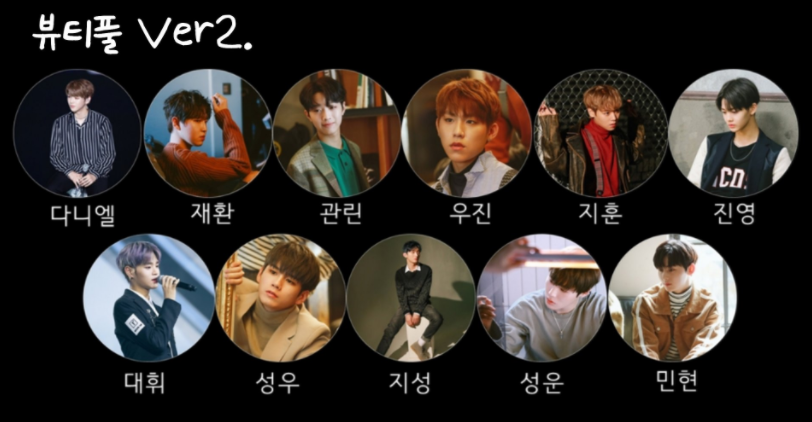 뷰티풀 Ver2.
다니엘 재환 관린 우진 지훈 진영
CD
대휘 성우 지성 성운 민현